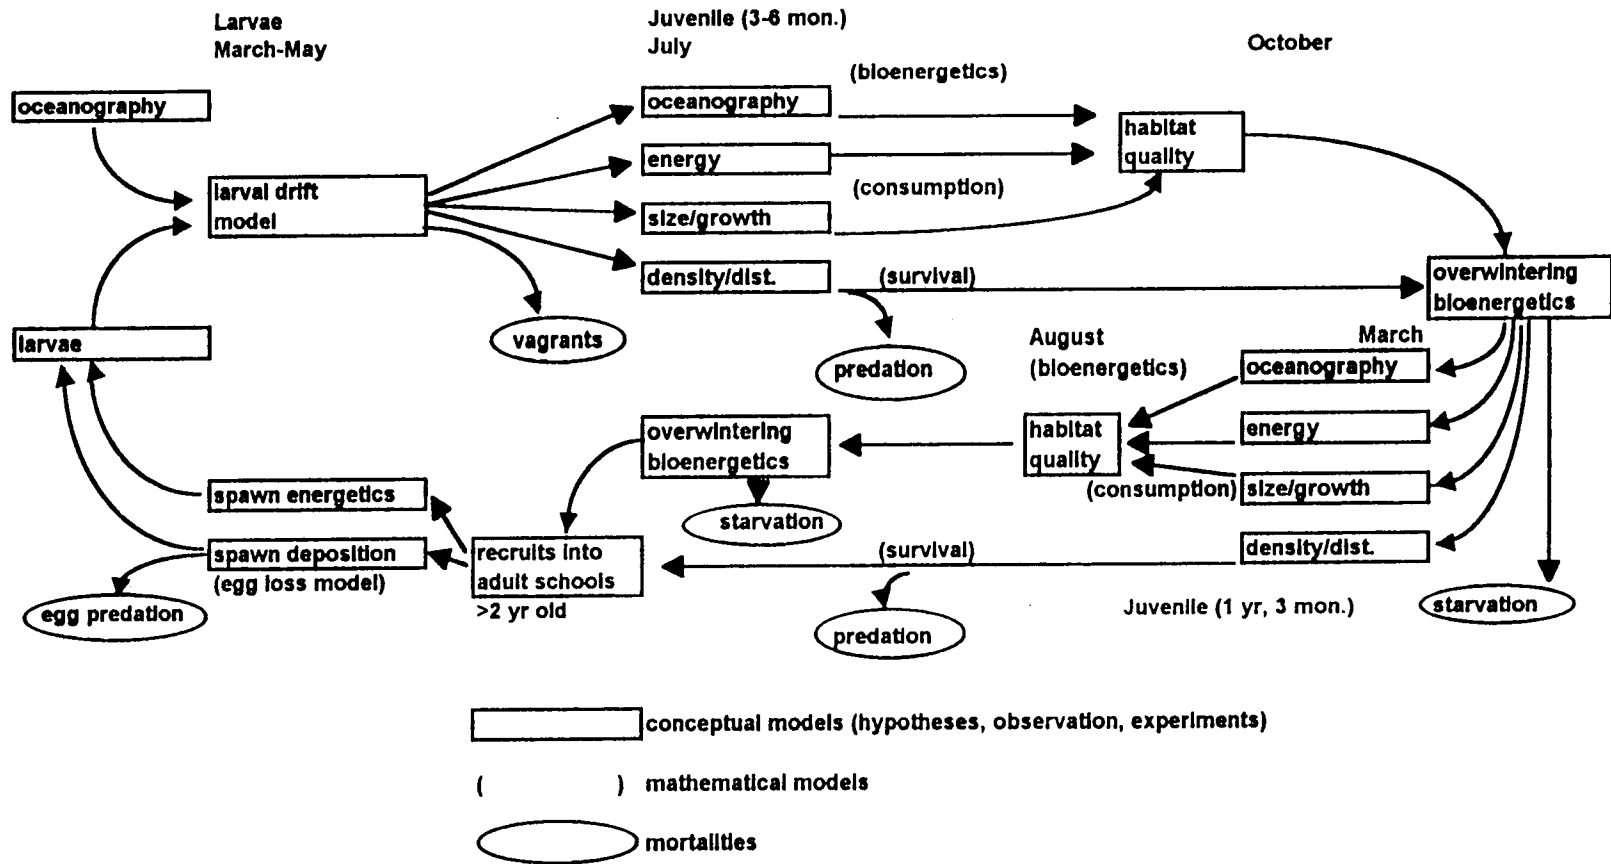 Larvae
March-May
Juvenile (3-6 mon.)
July
October
(bioenergetics)
oceanography
oceanography
habitat
quality
energy
larval drift
model
(consumption)
size/growth
density/dist.
(survival)
overwintering
bioenergetics
larvae
vagrants
predation
August
(bioenergetics)
March
oceanography
overwintering
bioenergetics
habitat
quality
energy
spawn energetics
starvation
(consumption)
size/growth
spawn deposition
(egg loss model)
recruits into
adult schools
>2 yr old
(survival)
density/dist.
egg predation
predation
Juvenile (1 yr, 3 mon.)
starvation
conceptual models (hypotheses, observation, experiments)
( ) mathematical models
mortalities